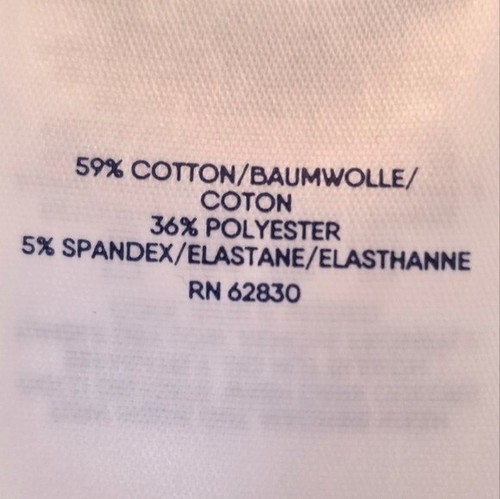 59% COTTON/BAUMWOLLE/
COTON
36% POLYESTER
5% SPANDEX/ELASTANE/ELASTHANNE
RN 62830